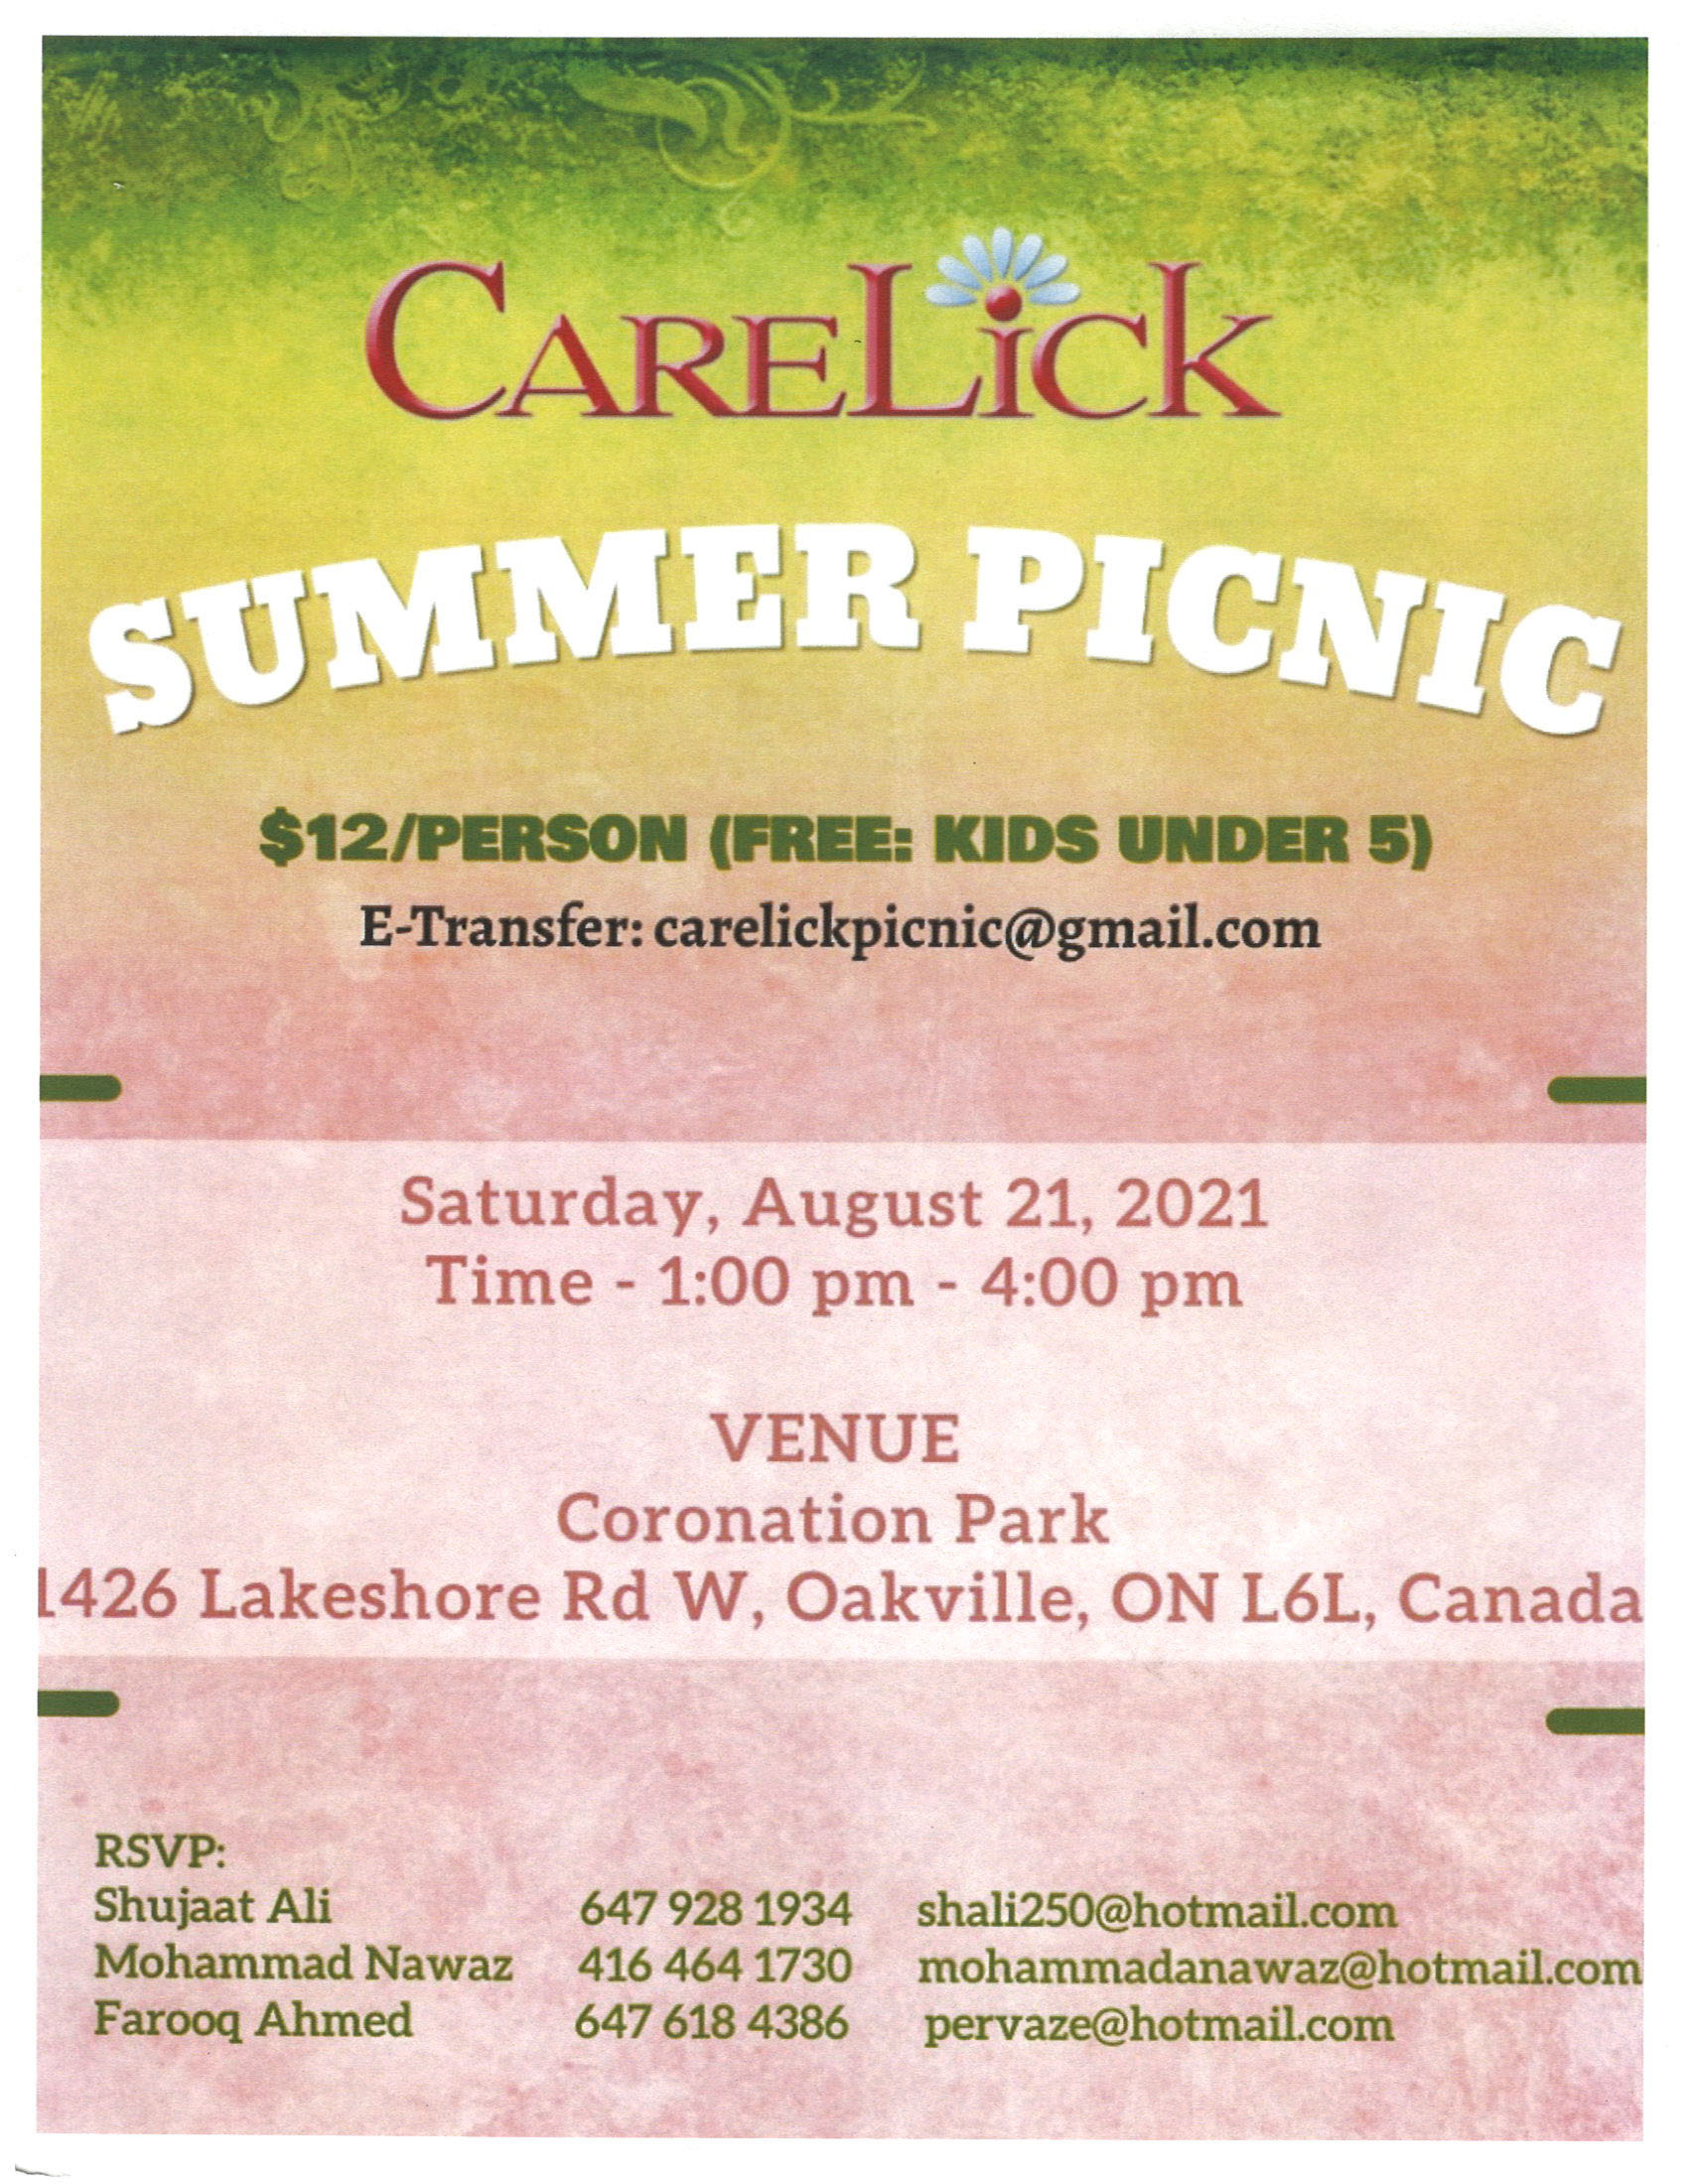 CARELiCK
SUMMER PICNIC
$12/PERSON (FREE: KIDS UNDER 5)
E-Transfer: carelickpicnic@gmail.com
Saturday, August 21, 2021
Time - 1:00 pm - 4:00 pm
VENUE
Coronation Park
1426 Lakeshore Rd W, Oakville, ON L6L, Canada
RSVP:
Shujaat Ali 647 928 1934 shali250@hotmail.com
Mohammad Nawaz 416 464 1730 mohammadanawaz@hotmail.com
Farooq Ahmed 647 618 4386 pervaze@hotmail.com